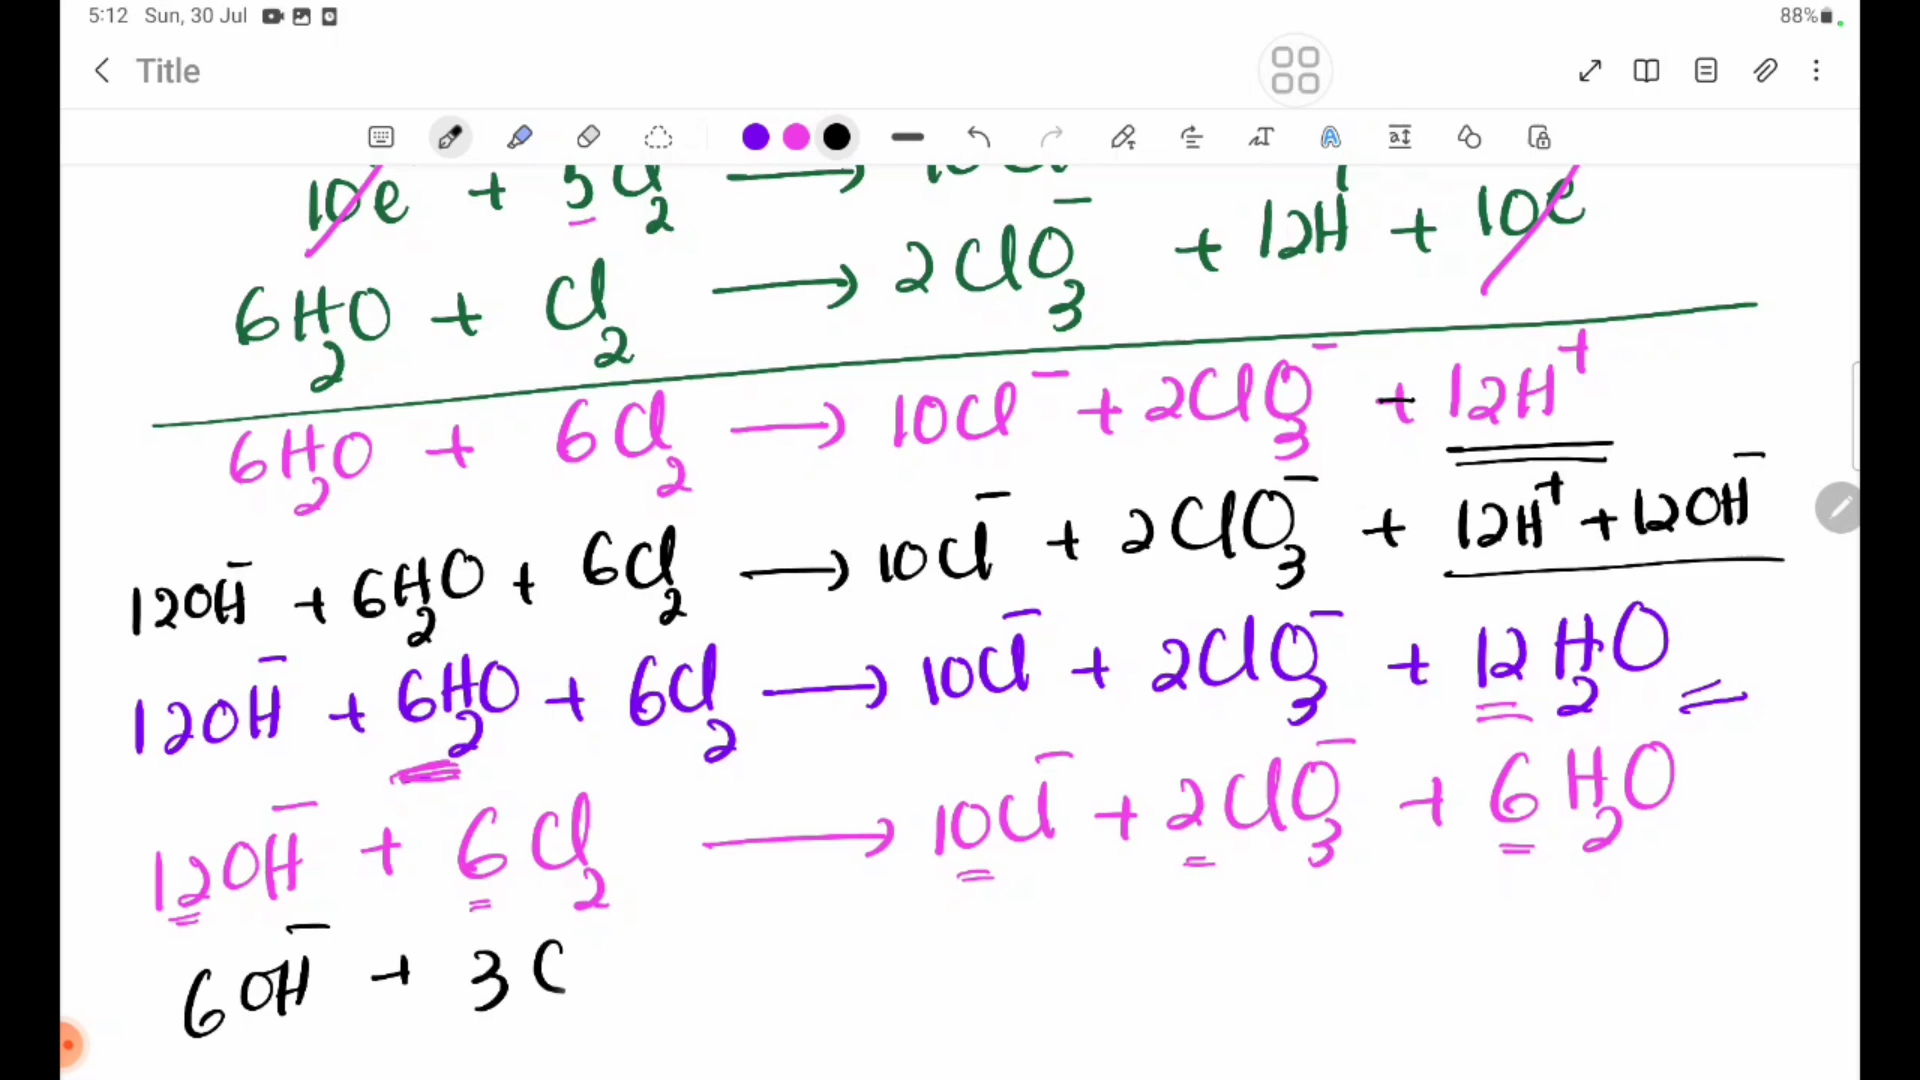 5:12 Sun, 30 Jul 88%
Title
10e + 5Cl₂ ⟶
6H₂O + Cl₂ ⟶ 2ClO₃⁻ + 12H⁺ + 10e
6H₂O + 6Cl₂ ⟶ 10Cl⁻ + 2ClO₃⁻ + 12H⁺
12OH⁻ + 6H₂O + 6Cl₂ ⟶ 10Cl⁻ + 2ClO₃⁻ + 12H⁺ + 12OH⁻
12OH⁻ + 6H₂O + 6Cl₂ ⟶ 10Cl⁻ + 2ClO₃⁻ + 12H₂O
12OH⁻ + 6Cl₂ ⟶ 10Cl⁻ + 2ClO₃⁻ + 6H₂O
6OH⁻ + 3C